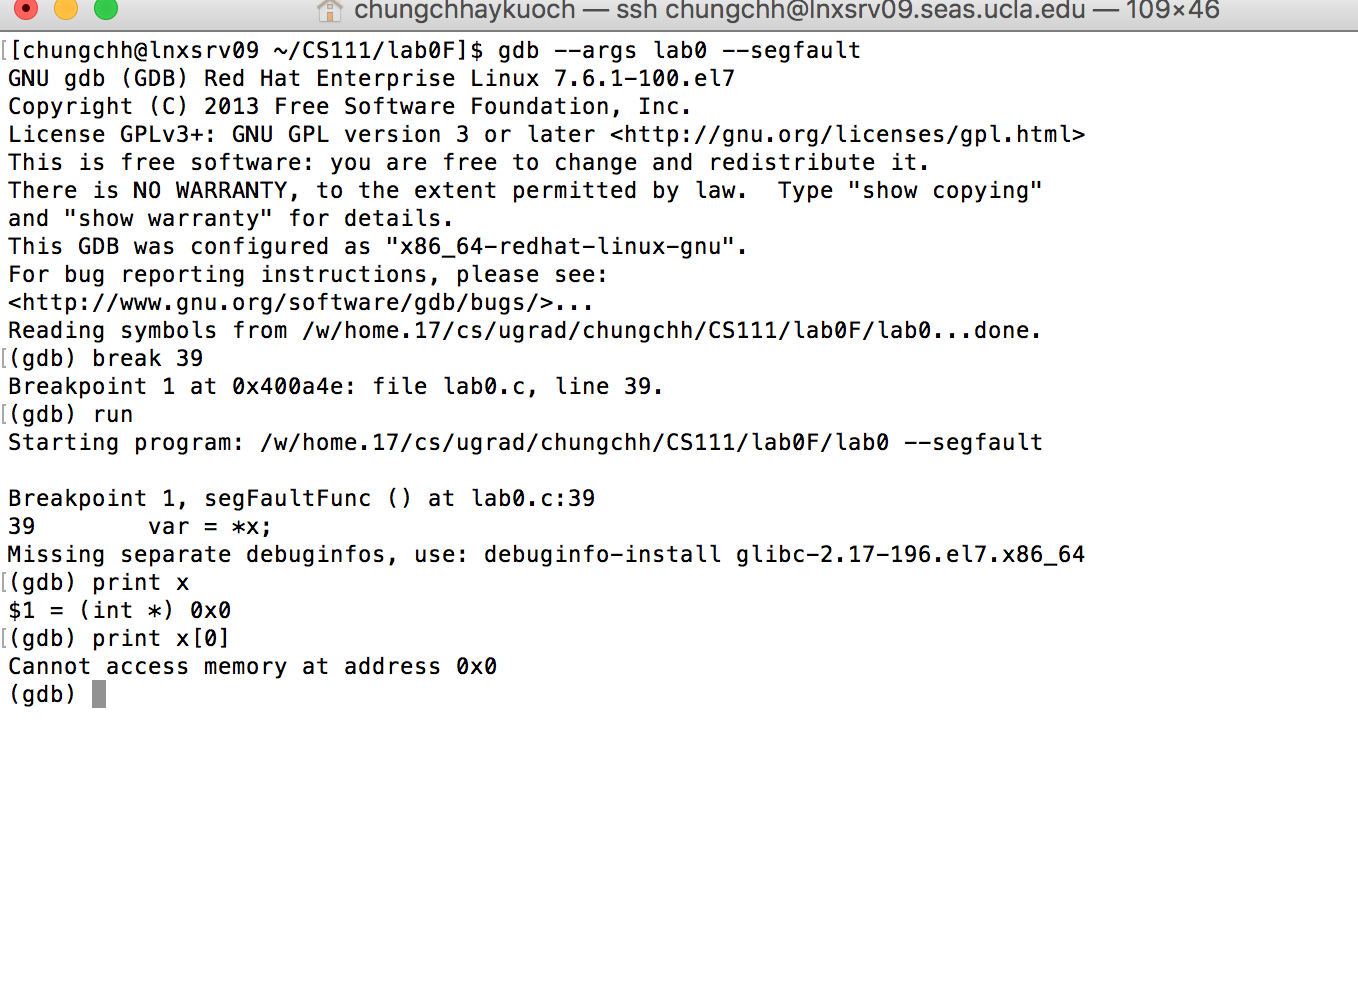 chungchhaykuoch — ssh chungchh@lnxsrv09.seas.ucla.edu — 109×46
[[chungchh@lnxsrv09 ~/CS111/lab0F]$ gdb --args lab0 --segfault
GNU gdb (GDB) Red Hat Enterprise Linux 7.6.1-100.el7
Copyright (C) 2013 Free Software Foundation, Inc.
License GPLv3+: GNU GPL version 3 or later <http://gnu.org/licenses/gpl.html>
This is free software: you are free to change and redistribute it.
There is NO WARRANTY, to the extent permitted by law.  Type "show copying"
and "show warranty" for details.
This GDB was configured as "x86_64-redhat-linux-gnu".
For bug reporting instructions, please see:
<http://www.gnu.org/software/gdb/bugs/>...
Reading symbols from /w/home.17/cs/ugrad/chungchh/CS111/lab0F/lab0...done.
[(gdb) break 39
Breakpoint 1 at 0x400a4e: file lab0.c, line 39.
[(gdb) run
Starting program: /w/home.17/cs/ugrad/chungchh/CS111/lab0F/lab0 --segfault
Breakpoint 1, segFaultFunc () at lab0.c:39
39        var = *x;
Missing separate debuginfos, use: debuginfo-install glibc-2.17-196.el7.x86_64
[(gdb) print x
$1 = (int *) 0x0
[(gdb) print x[0]
Cannot access memory at address 0x0
(gdb)